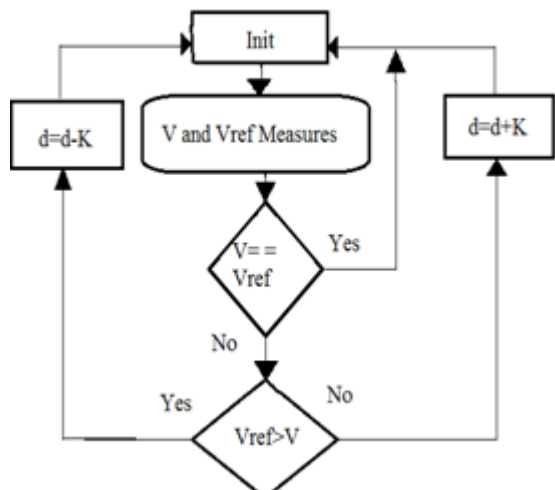 Init
d=d-K
V and Vref Measures
d=d+K
V= =
Vref
Yes
No
Yes
No
Vref>V